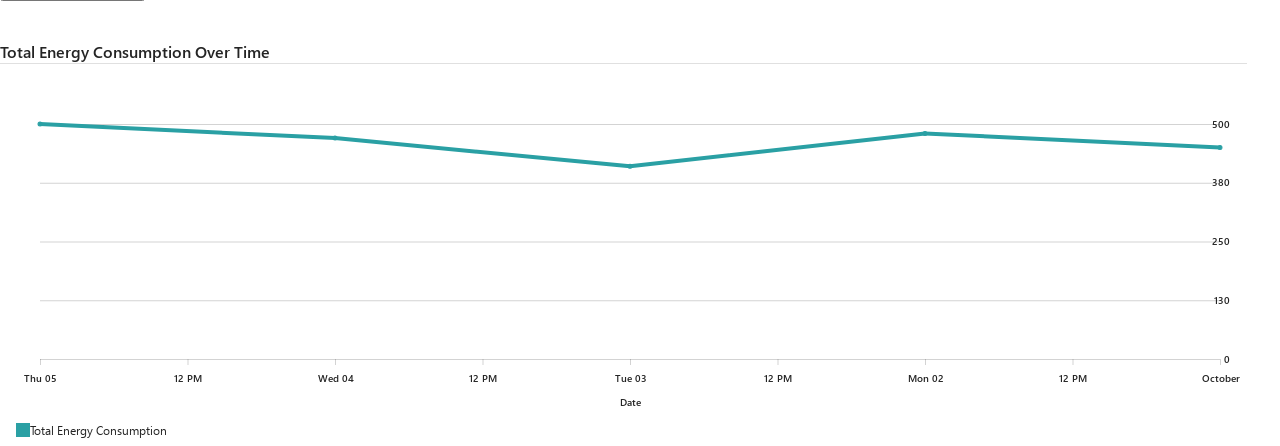 Total Energy Consumption Over Time
500
380
250
130
0
Thu 05 12 PM Wed 04 12 PM Tue 03 12 PM Mon 02 12 PM October
Date
Total Energy Consumption